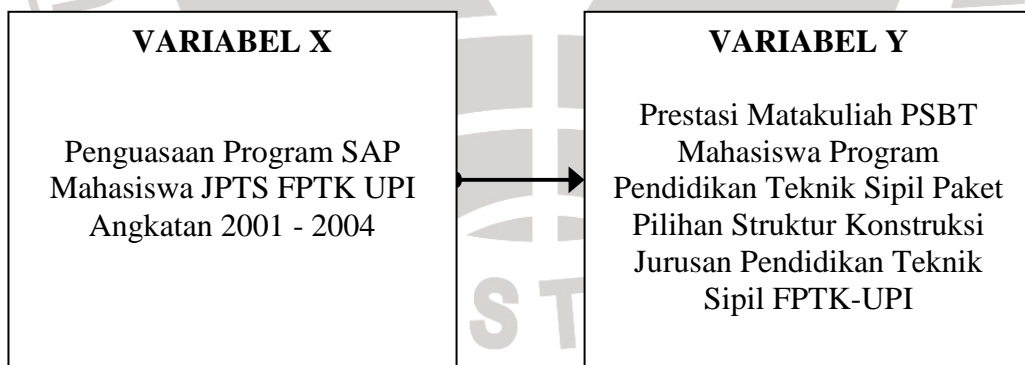 VARIABEL X
Penguasaan Program SAP
Mahasiswa JPTS FPTK UPI
Angkatan 2001 - 2004
VARIABEL Y
Prestasi Matakuliah PSBT
Mahasiswa Program
Pendidikan Teknik Sipil Paket
Pilihan Struktur Konstruksi
Jurusan Pendidikan Teknik
Sipil FPTK-UPI
S T